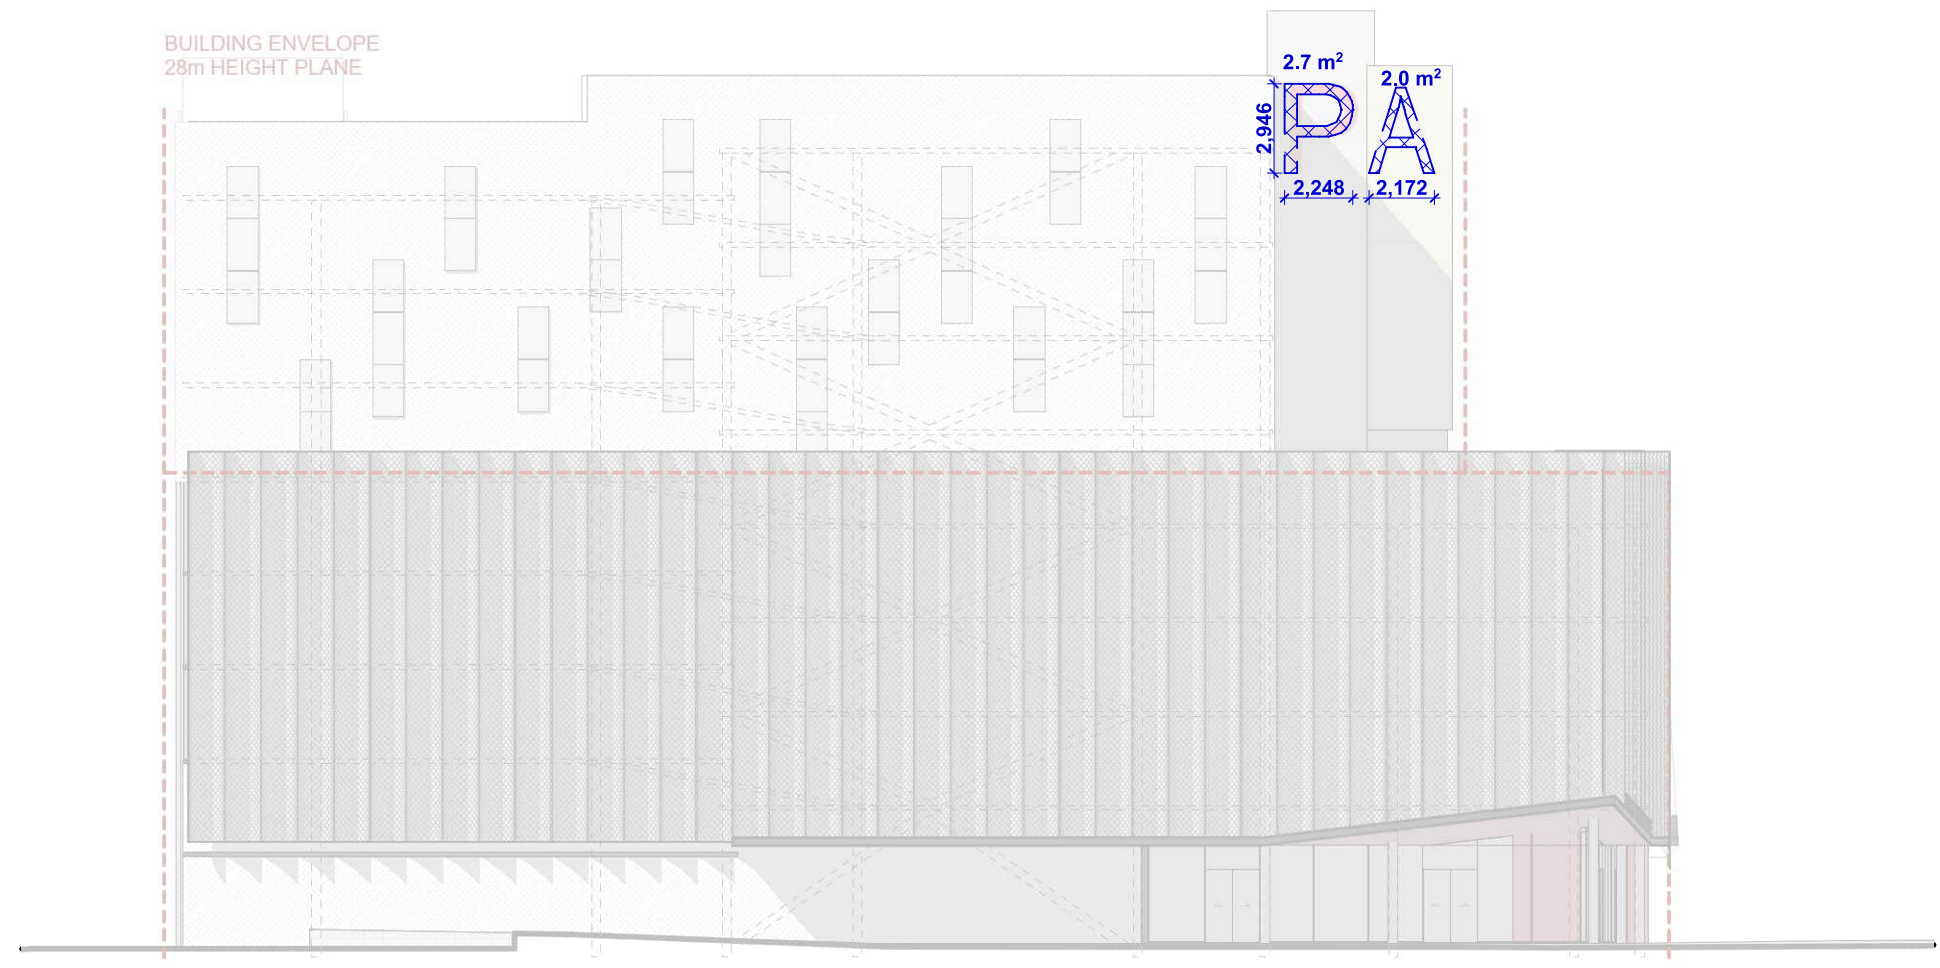 BUILDING ENVELOPE
28m HEIGHT PLANE
2.7 m²
2.0 m²
P A
2,946
2,248
2,172